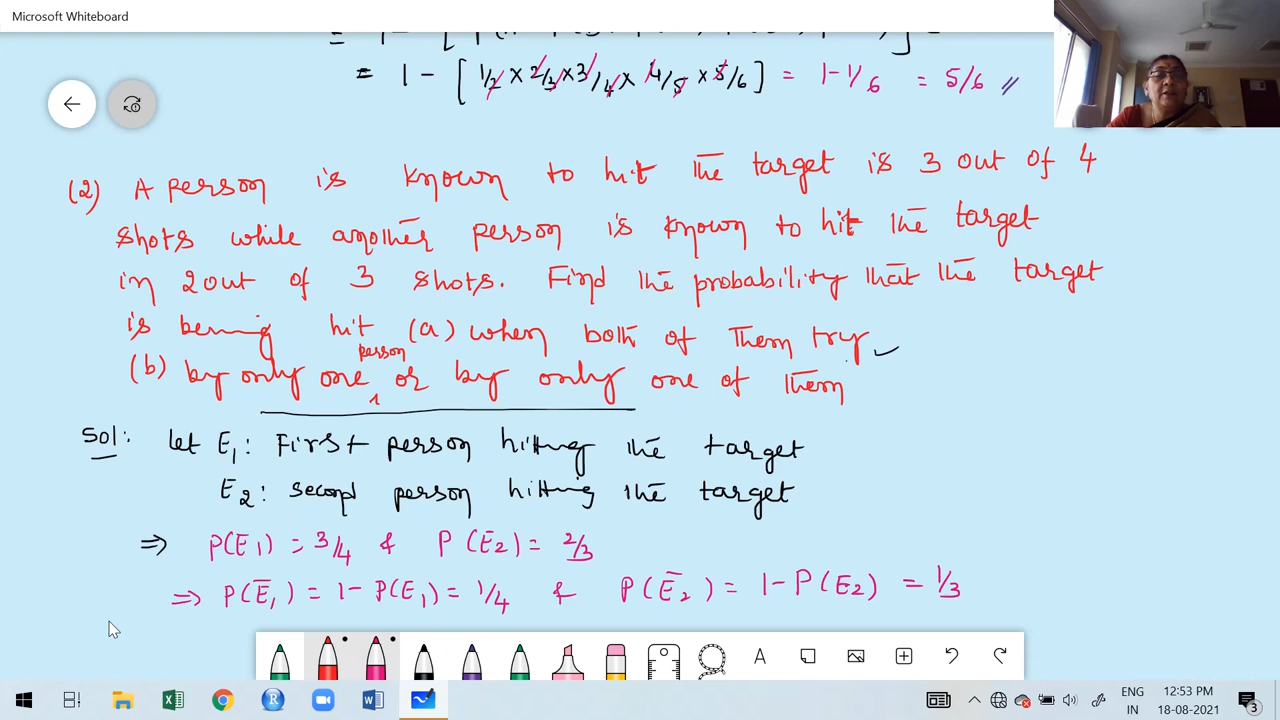 Microsoft Whiteboard
= 1 - [ 1/2 x 2/3 x 3/4 x 4/5 x 5/6 ] = 1-1/6 = 5/6 //
(2) A person is known to hit the target is 3 out of 4
shots while another person is known to hit the target
in 2 out of 3 shots. Find the probability that the target
is being hit (a) when both of them try
(b) by only one person or by only one of them
Sol: let E1: First person hitting the target
E2: second person hitting the target
⇒ P(E1) = 3/4 & P(E2) = 2/3
⇒ P(Ē1) = 1-P(E1) = 1/4 & P(Ē2) = 1-P(E2) = 1/3
A
ENG
IN
12:53 PM
18-08-2021
3